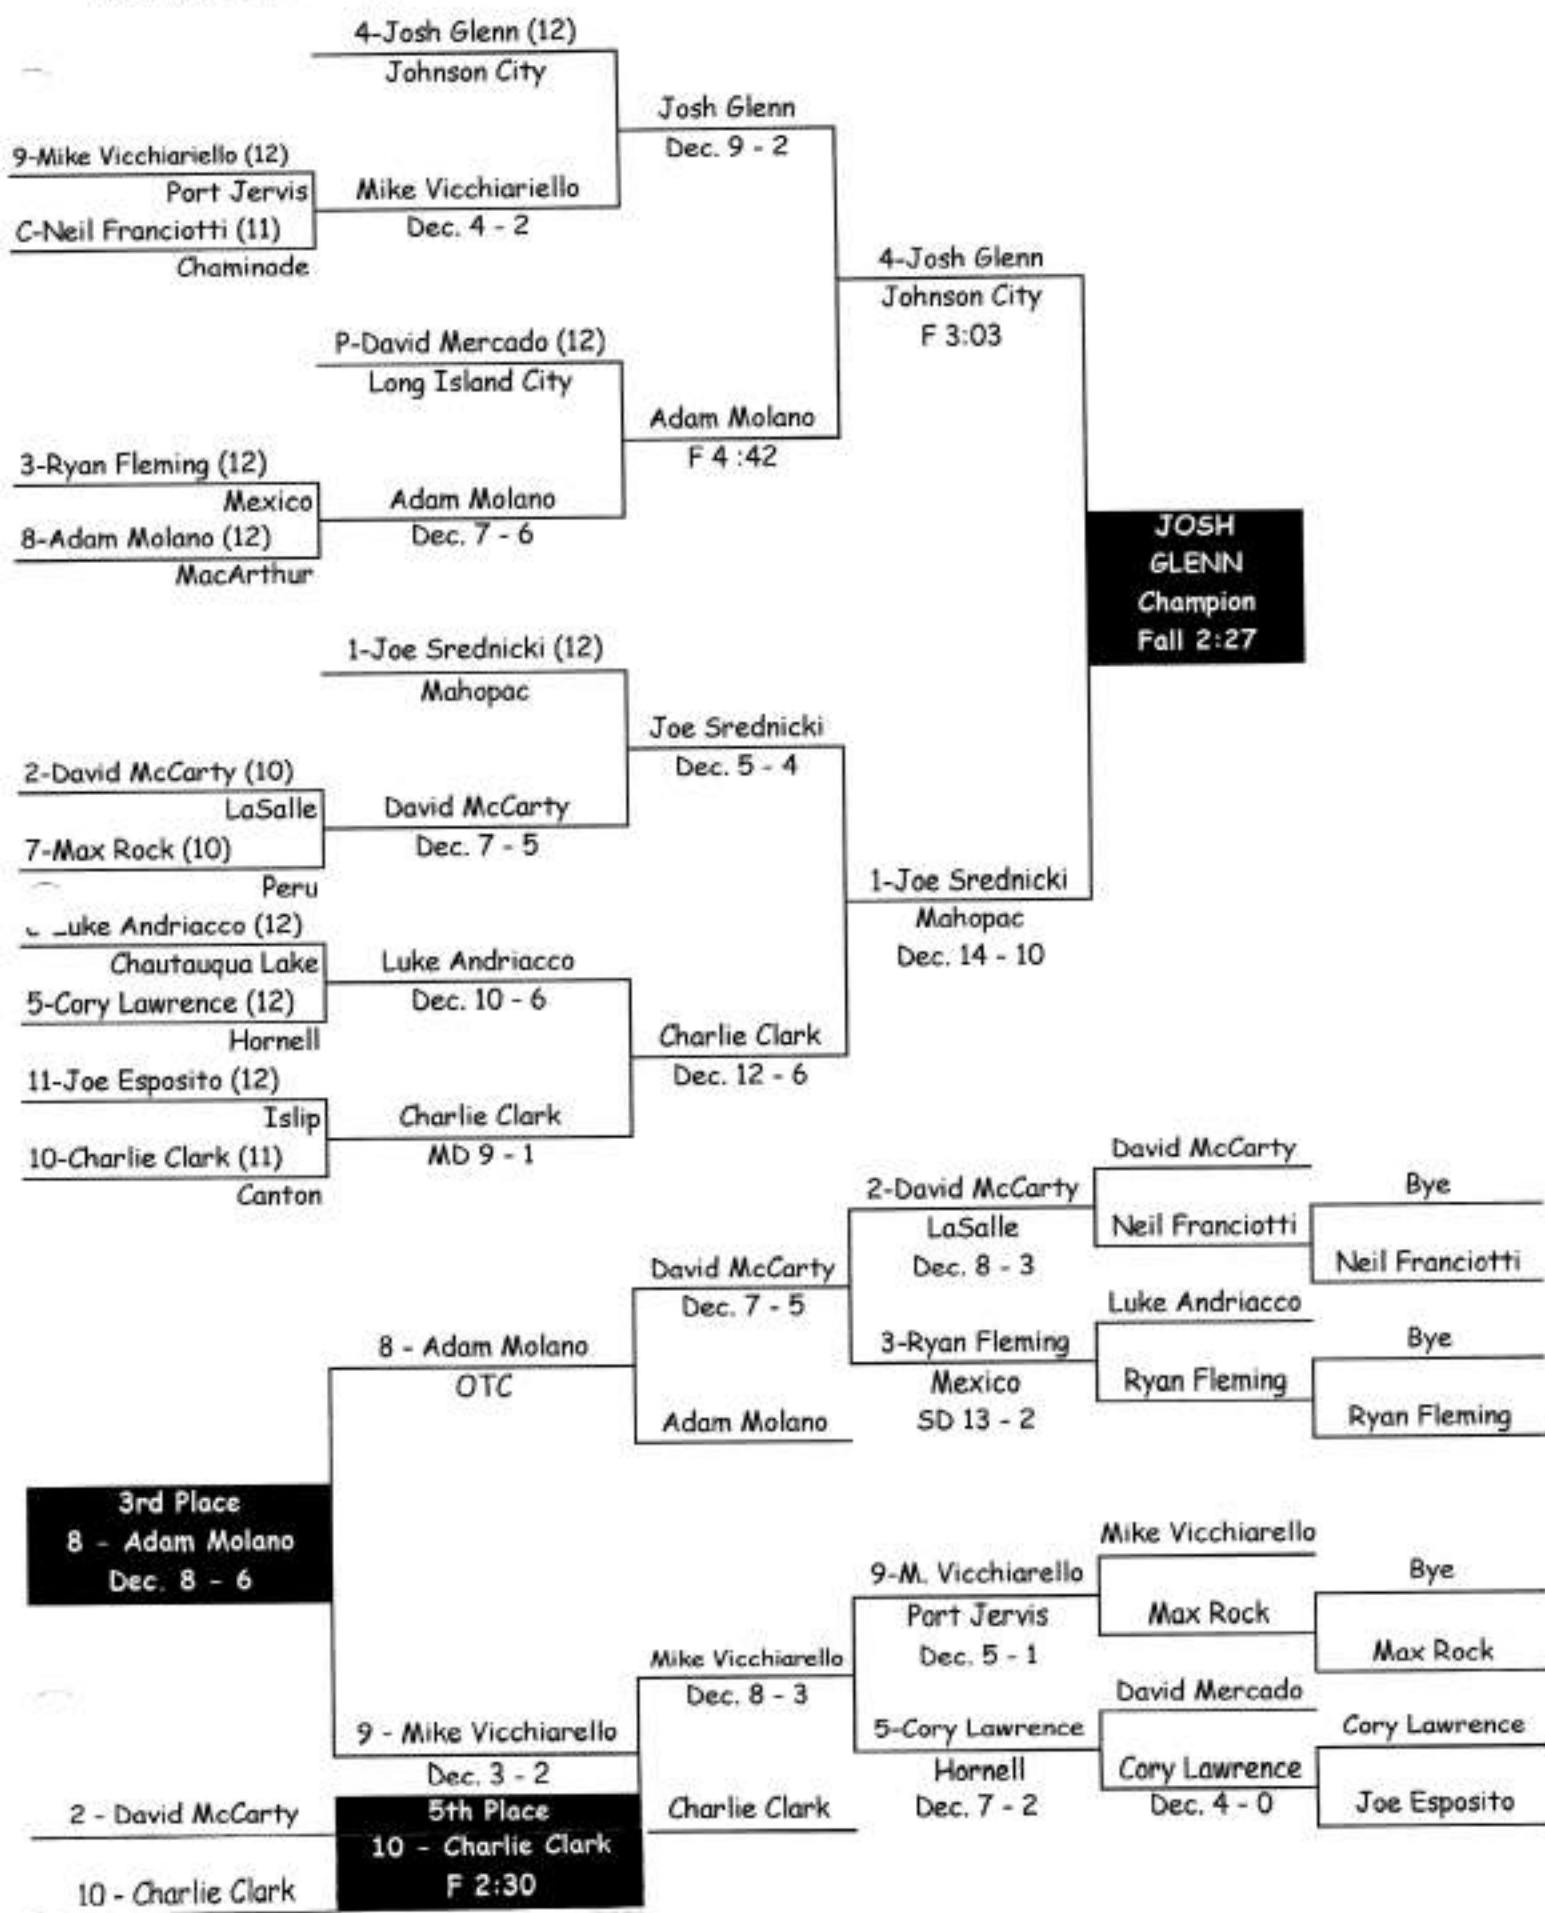 4-Josh Glenn (12)
Johnson City
Josh Glenn
Dec. 9 - 2
9-Mike Vicchiariello (12)
Port Jervis
C-Neil Franciotti (11)
Chaminade
Mike Vicchiariello
Dec. 4 - 2
4-Josh Glenn
Johnson City
F 3:03
P-David Mercado (12)
Long Island City
Adam Molano
F 4 :42
3-Ryan Fleming (12)
Mexico
8-Adam Molano (12)
MacArthur
Adam Molano
Dec. 7 - 6
JOSH
GLENN
Champion
Fall 2:27
1-Joe Srednicki (12)
Mahopac
Joe Srednicki
Dec. 5 - 4
2-David McCarty (10)
LaSalle
7-Max Rock (10)
Peru
David McCarty
Dec. 7 - 5
1-Joe Srednicki
Mahopac
Dec. 14 - 10
Andriacco (12)
Chautauqua Lake
5-Cory Lawrence (12)
Hornell
Luke Andriacco
Dec. 10 - 6
Charlie Clark
Dec. 12 - 6
11-Joe Esposito (12)
Islip
10-Charlie Clark (11)
Canton
Charlie Clark
MD 9 - 1
David McCarty
Bye
2-David McCarty
LaSalle
Dec. 8 - 3
Neil Franciotti
Neil Franciotti
David McCarty
Dec. 7 - 5
Luke Andriacco
Bye
3-Ryan Fleming
Mexico
SD 13 - 2
Ryan Fleming
Ryan Fleming
8 - Adam Molano
OTC
Adam Molano
3rd Place
8 - Adam Molano
Dec. 8 - 6
Mike Vicchiarello
Bye
9-M. Vicchiarello
Port Jervis
Dec. 5 - 1
Max Rock
Max Rock
Mike Vicchiarello
Dec. 8 - 3
David Mercado
Cory Lawrence
5-Cory Lawrence
Hornell
Dec. 7 - 2
Cory Lawrence
Dec. 4 - 0
Joe Esposito
9 - Mike Vicchiarello
Dec. 3 - 2
Charlie Clark
2 - David McCarty
10 - Charlie Clark
5th Place
10 - Charlie Clark
F 2:30